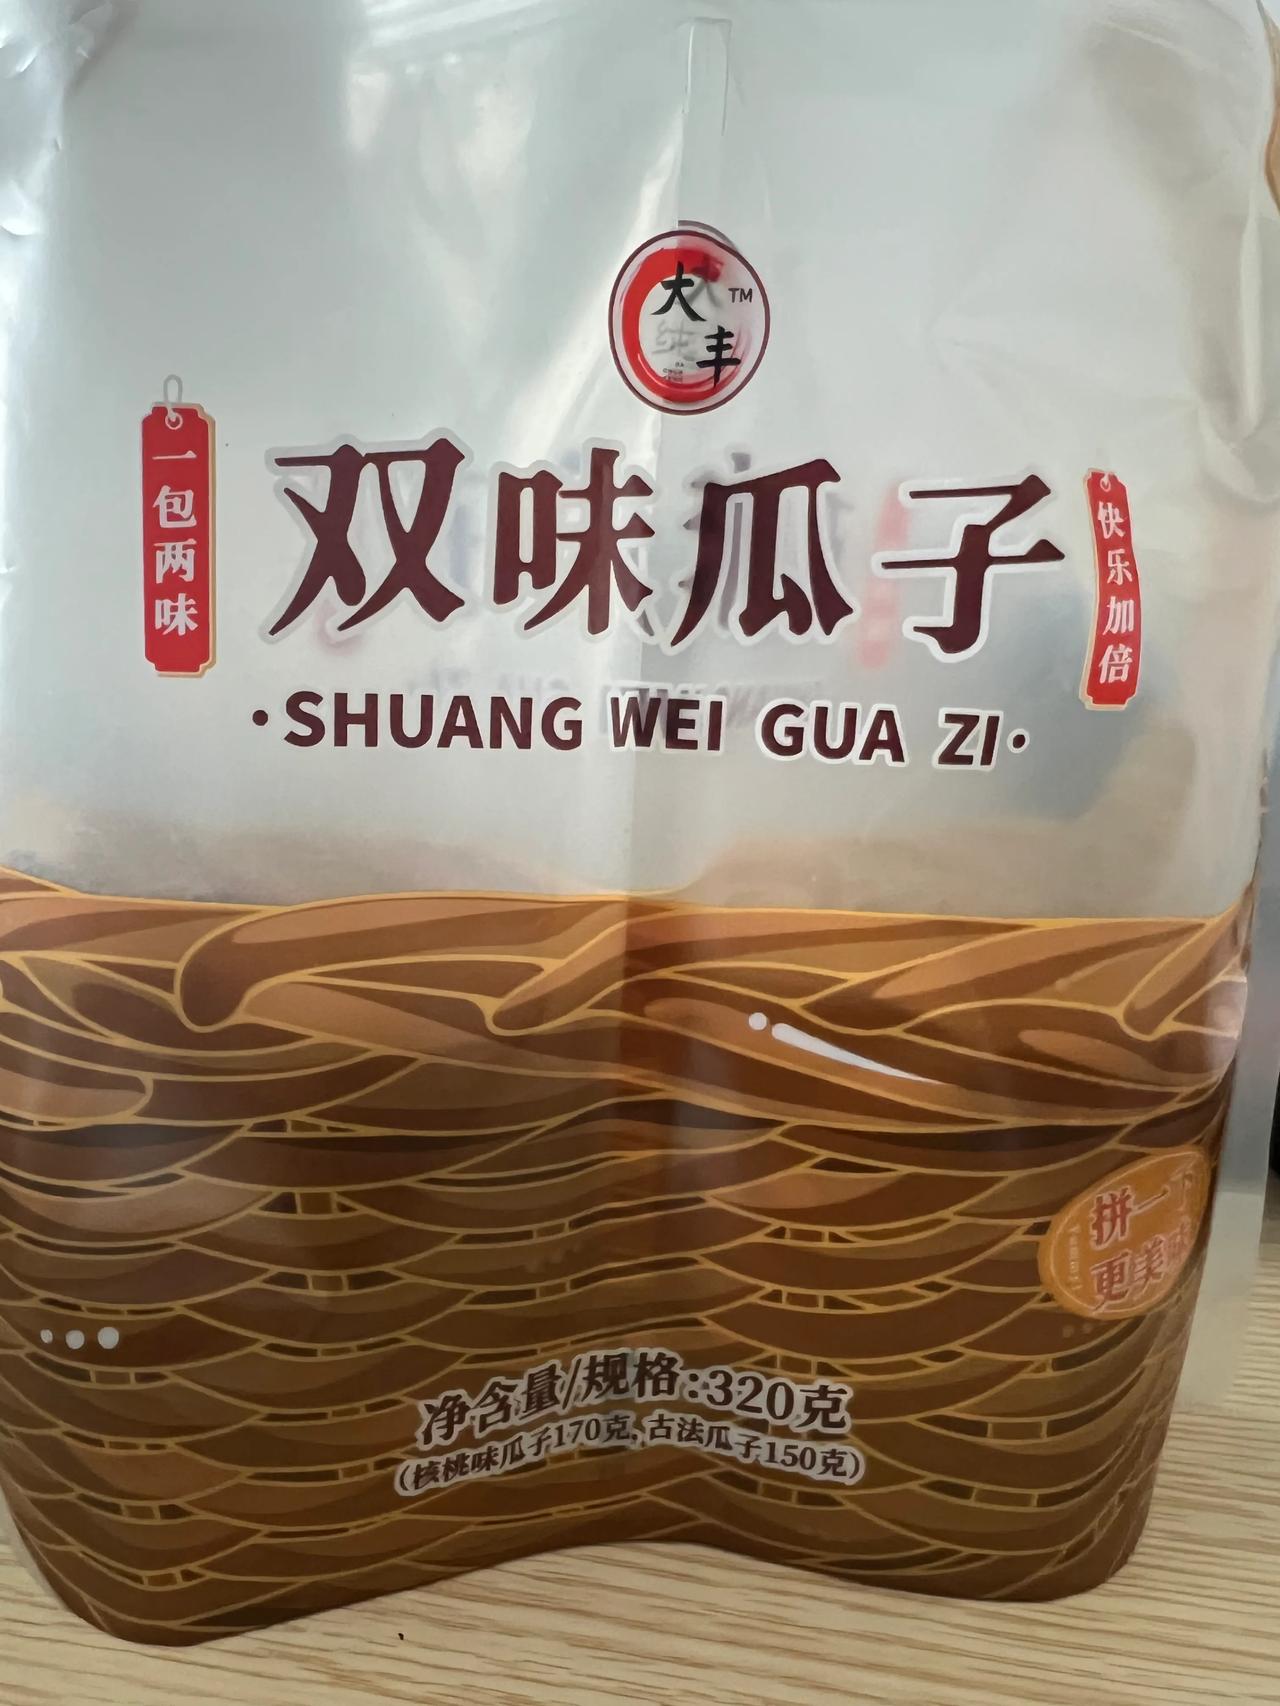 大丰
TM
一包两味
双味瓜子
快乐加倍
·SHUANG WEI GUA ZI·
拼一下
更美味
净含量/规格:320克
(核桃味瓜子170克,古法瓜子150克)